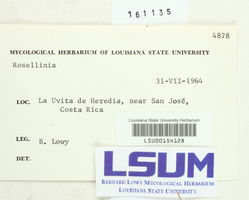 161135
4878
MYCOLOGICAL HERBARIUM OF LOUISIANA STATE UNIVERSITY
Rosellinia
31-VII-1964
LOC. La Uvita de Heredia, near San José,
Costa Rica
Louisiana State University Herbarium
LSU00154128
LEG. B. Lowy
DET.
LSUM
BERNARD LOWY MYCOLOGICAL HERBARIUM
LOUISIANA STATE UNIVERSITY